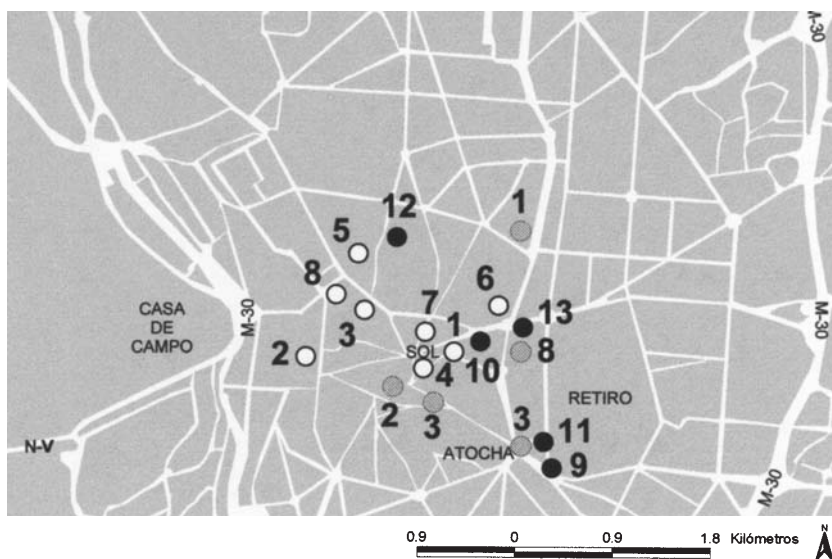 M-30
12
1
5
8
6
7
13
CASA
DE
CAMPO
M-30
3
1
SOL
10
8
2
4
RETIRO
2
3
3
11
N-V
ATOCHA
9
M-30
0.9 0 0.9 1.8 Kilómetros
N